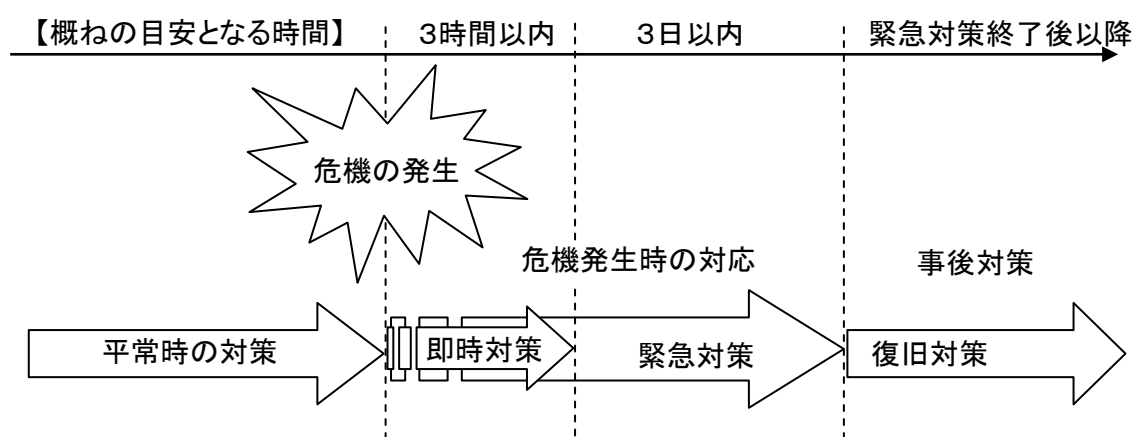 【概ねの目安となる時間】 3時間以内 3日以内 緊急対策終了後以降
危機の発生
危機発生時の対応 事後対策
平常時の対策 即時対策 緊急対策 復旧対策